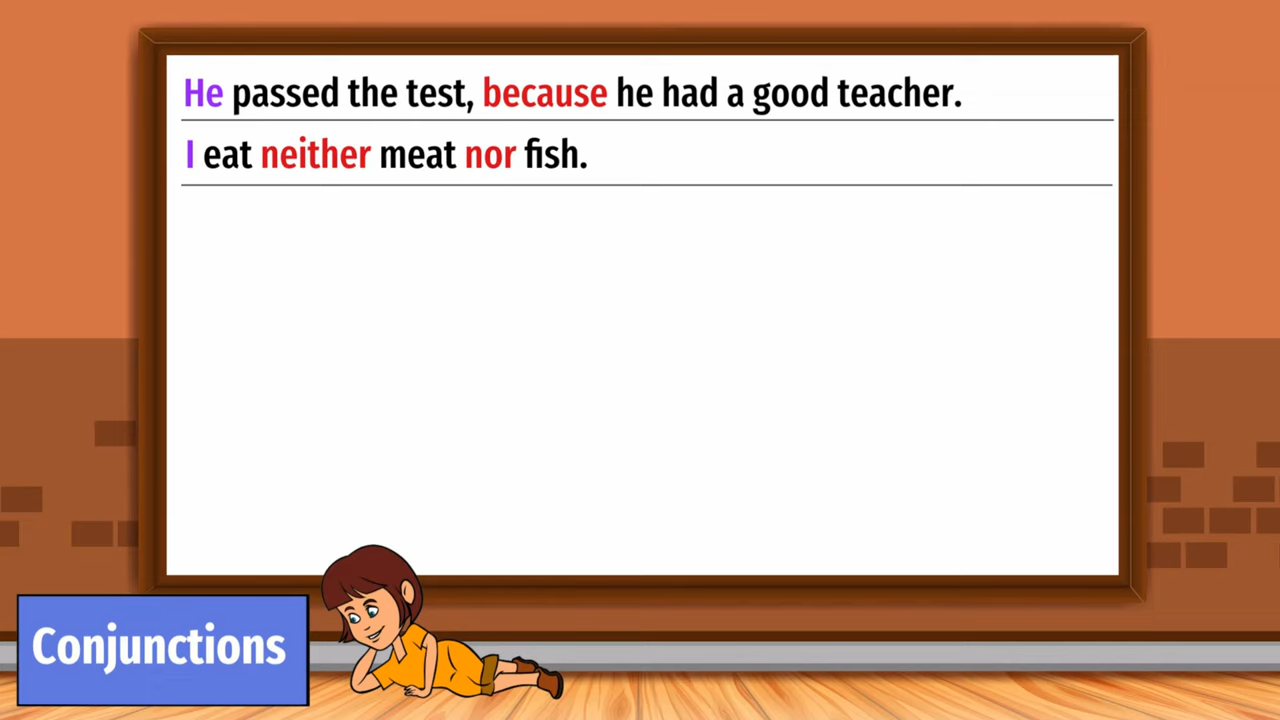 He passed the test, because he had a good teacher.
I eat neither meat nor fish.
Conjunctions